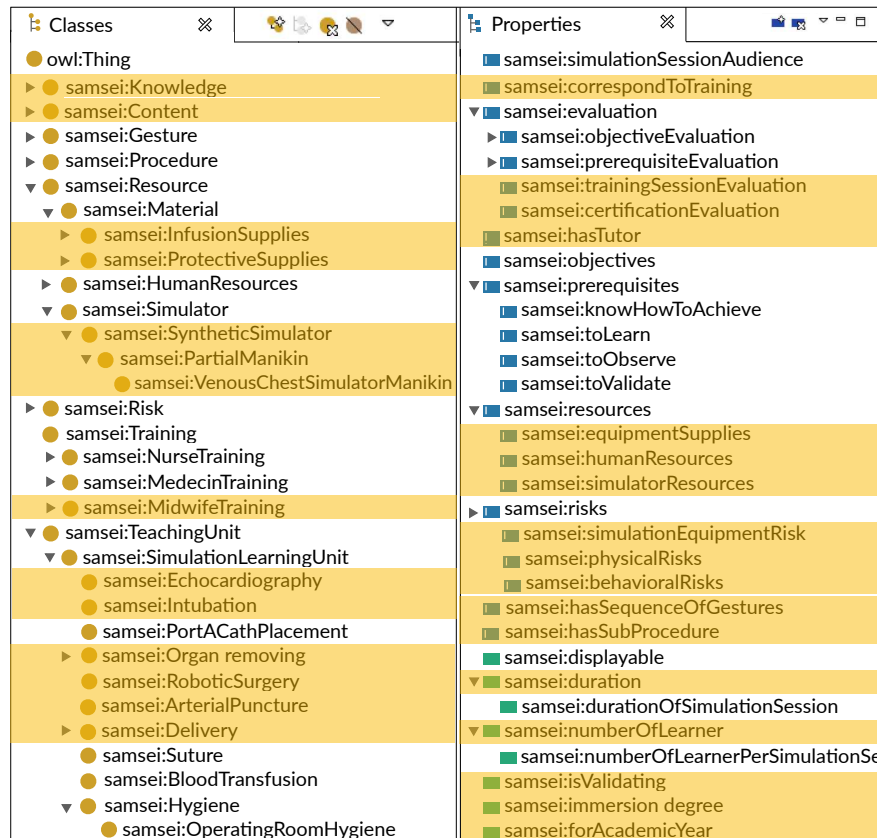 Classes
owl:Thing
samsei:Knowledge
samsei:Content
samsei:Gesture
samsei:Procedure
samsei:Resource
samsei:Material
samsei:InfusionSupplies
samsei:ProtectiveSupplies
samsei:HumanResources
samsei:Simulator
samsei:SyntheticSimulator
samsei:PartialManikin
samsei:VenousChestSimulatorManikin
samsei:Risk
samsei:Training
samsei:NurseTraining
samsei:MedecinTraining
samsei:MidwifeTraining
samsei:TeachingUnit
samsei:SimulationLearningUnit
samsei:Echocardiography
samsei:Intubation
samsei:PortACathPlacement
samsei:Organ removing
samsei:RoboticSurgery
samsei:ArterialPuncture
samsei:Delivery
samsei:Suture
samsei:BloodTransfusion
samsei:Hygiene
samsei:OperatingRoomHygiene
Properties
samsei:simulationSessionAudience
samsei:correspondToTraining
samsei:evaluation
samsei:objectiveEvaluation
samsei:prerequisiteEvaluation
samsei:trainingSessionEvaluation
samsei:certificationEvaluation
samsei:hasTutor
samsei:objectives
samsei:prerequisites
samsei:knowHowToAchieve
samsei:toLearn
samsei:toObserve
samsei:toValidate
samsei:resources
samsei:equipmentSupplies
samsei:humanResources
samsei:simulatorResources
samsei:risks
samsei:simulationEquipmentRisk
samsei:physicalRisks
samsei:behavioralRisks
samsei:hasSequenceOfGestures
samsei:hasSubProcedure
samsei:displayable
samsei:duration
samsei:durationOfSimulationSession
samsei:numberOfLearner
samsei:numberOfLearnerPerSimulationSe
samsei:isValidating
samsei:immersion degree
samsei:forAcademicYear